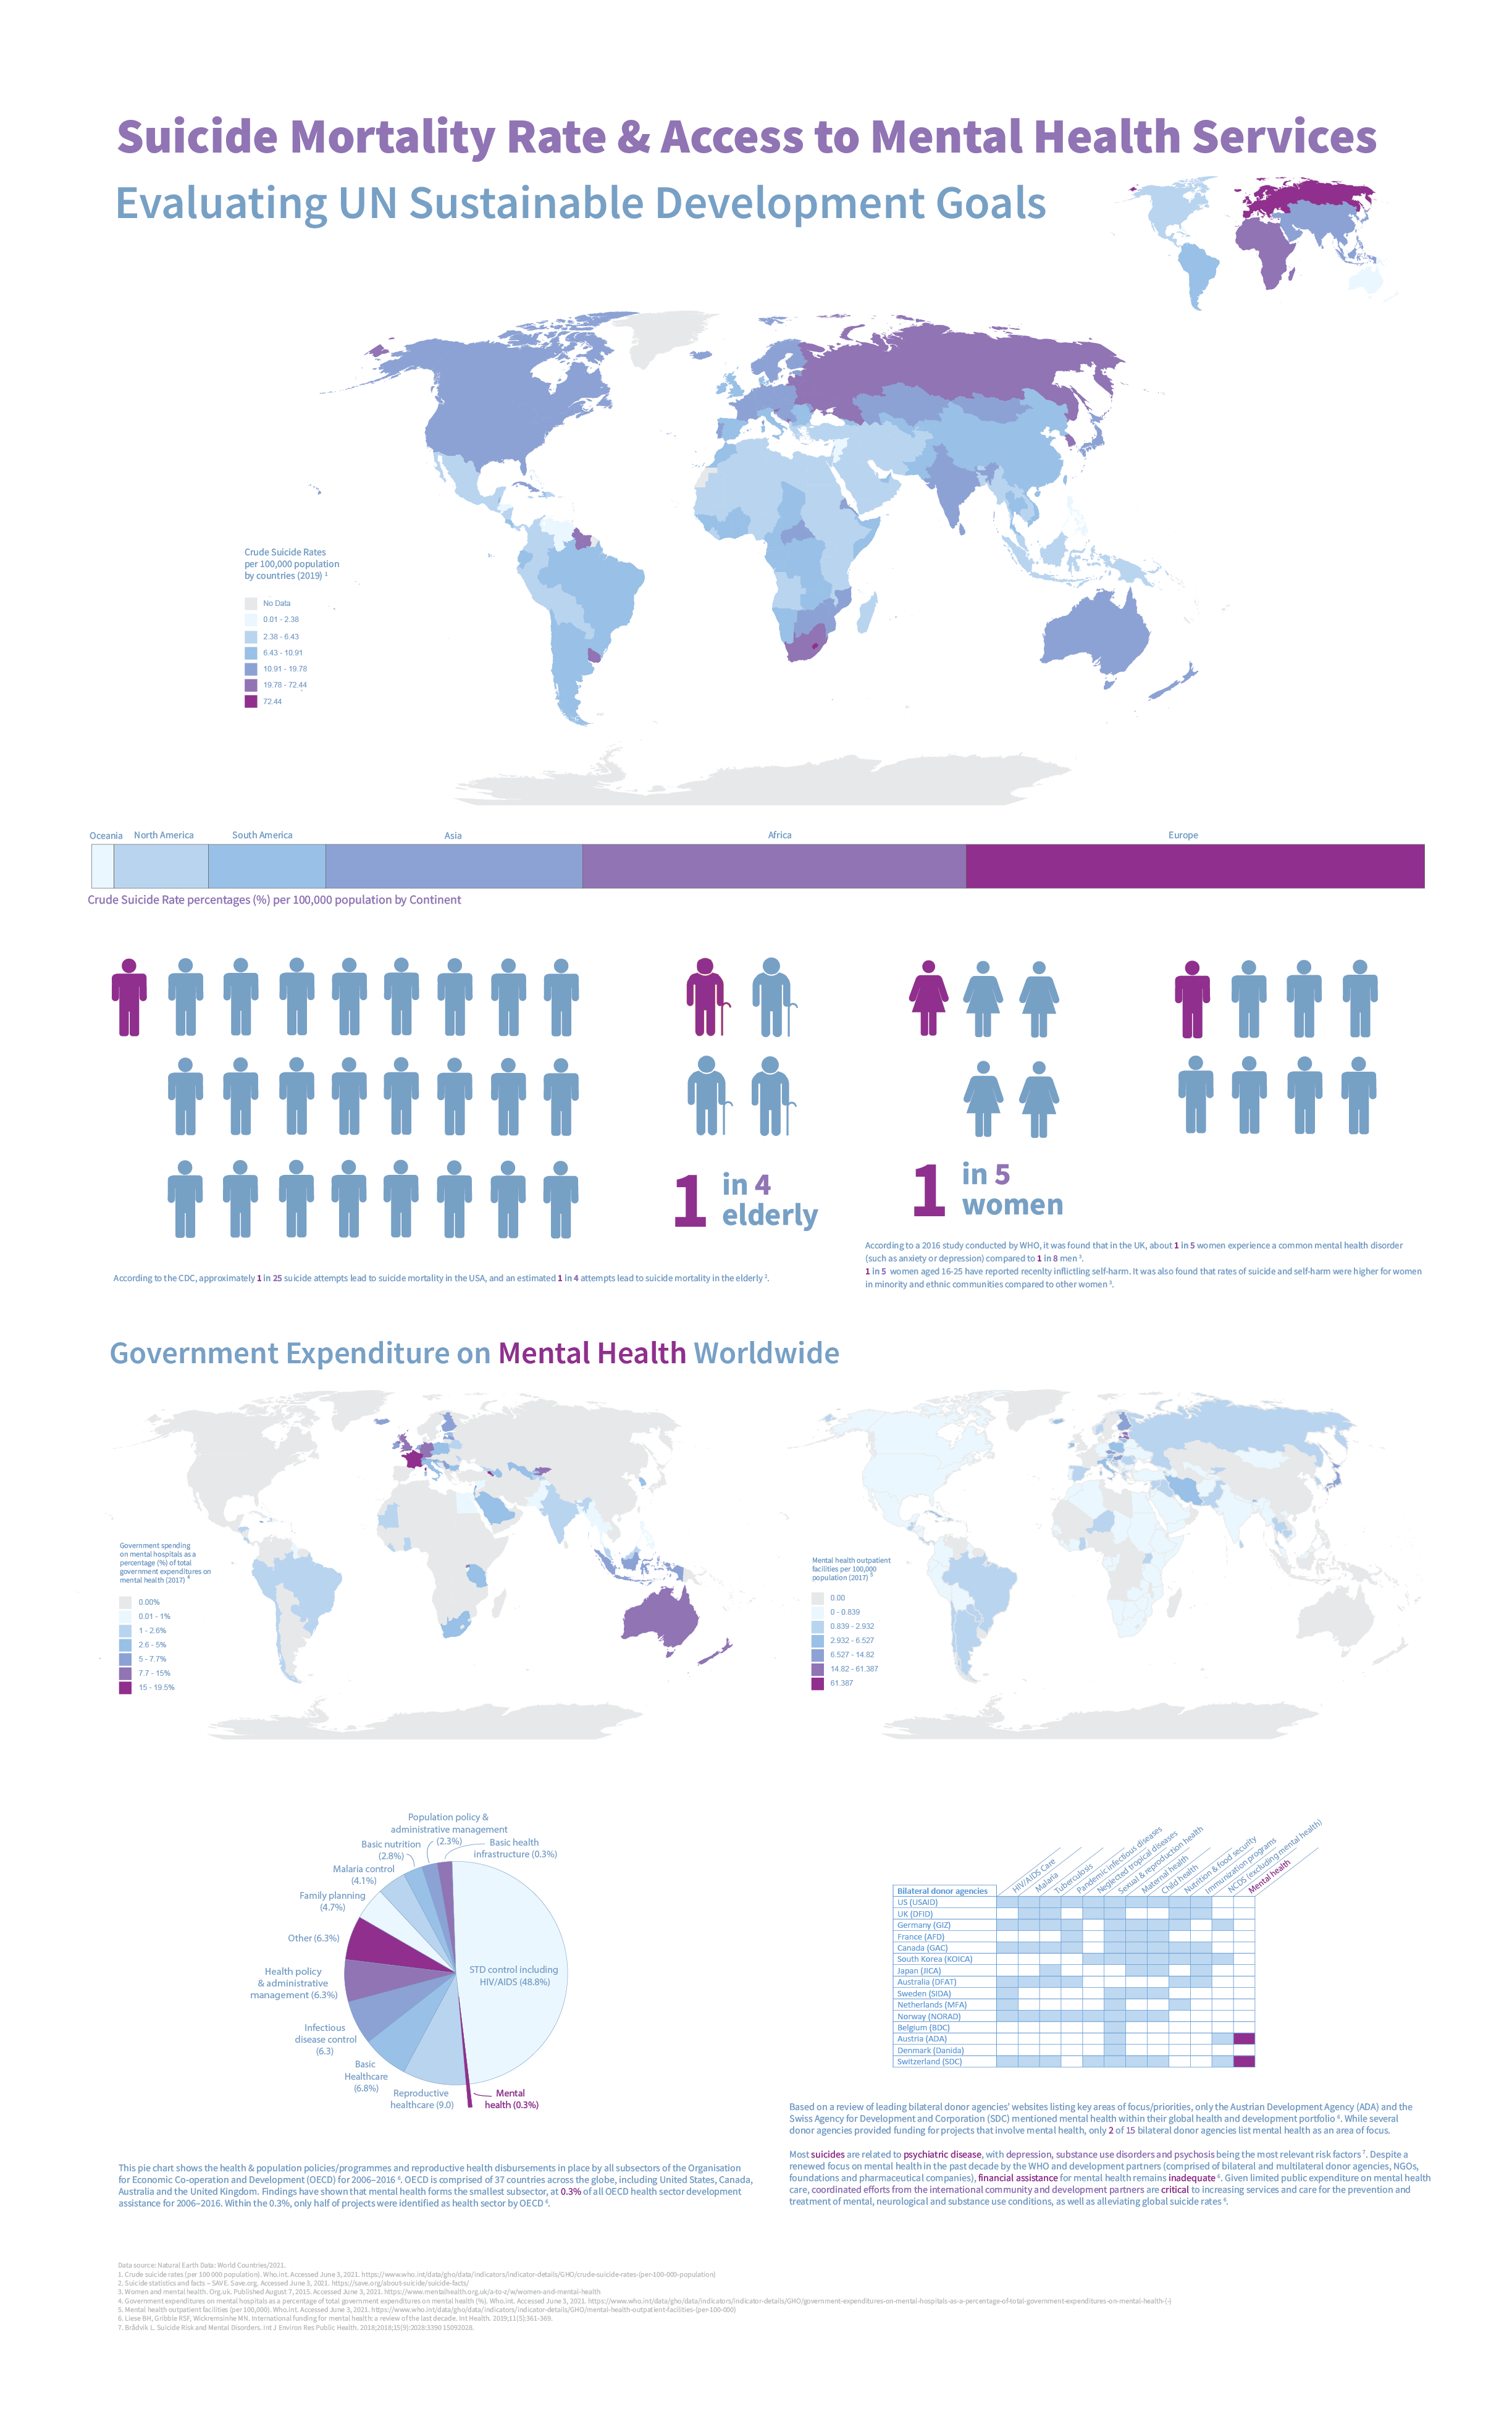 Suicide Mortality Rate & Access to Mental Health Services
Evaluating UN Sustainable Development Goals
Crude Suicide Rates
per 100,000 population
by countries (2019) 1
No Data
0.01 - 2.38
2.38 - 6.43
6.43 - 10.91
10.91 - 19.78
19.78 - 72.44
72.44
Oceania North America South America Asia Africa Europe
Crude Suicide Rate percentages (%) per 100,000 population by Continent
1 in 4
elderly
1 in 5
women
According to the CDC, approximately 1 in 25 suicide attempts lead to suicide mortality in the USA, and an estimated 1 in 4 attempts lead to suicide mortality in the elderly 2.
According to a 2016 study conducted by WHO, it was found that in the UK, about 1 in 5 women experience a common mental health disorder
(such as anxiety or depression) compared to 1 in 8 men 3.
1 in 5 women aged 16-25 have reported recenlty inflictling self-harm. It was also found that rates of suicide and self-harm were higher for women
in minority and ethnic communities compared to other women 3.
Government Expenditure on Mental Health Worldwide
Government spending
on mental hospitals as a
percentage (%) of total
government expenditures on
mental health (2017) 4
0.00%
0.01 - 1%
1 - 2.6%
2.6 - 5%
5 - 7.7%
7.7 - 15%
15 - 19.5%
Mental health outpatient
facilities per 100,000
population (2017) 5
0.00
0 - 0.839
0.839 - 2.932
2.932 - 6.527
6.527 - 14.82
14.82 - 61.387
61.387
Population policy &
administrative management
(2.3%)
Basic nutrition
(2.8%)
Basic health
infrastructure (0.3%)
Malaria control
(4.1%)
Family planning
(4.7%)
Other (6.3%)
Health policy
& administrative
management (6.3%)
Infectious
disease control
(6.3)
Basic
Healthcare
(6.8%)
Reproductive
healthcare (9.0)
Mental
health (0.3%)
STD control including
HIV/AIDS (48.8%)
This pie chart shows the health & population policies/programmes and reproductive health disbursements in place by all subsectors of the Organisation
for Economic Co-operation and Development (OECD) for 2006–2016 6. OECD is comprised of 37 countries across the globe, including United States, Canada,
Australia and the United Kingdom. Findings have shown that mental health forms the smallest subsector, at 0.3% of all OECD health sector development
assistance for 2006–2016. Within the 0.3%, only half of projects were identified as health sector by OECD 6.
HIV/AIDS Care
Malaria
Tuberculosis
Pandemic infectious diseases
Neglected tropical diseases
Sexual & reproduction health
Maternal health
Child health
Nutrition & food security
Immunization programs
NCDS (excluding mental health)
Mental health
Bilateral donor agencies
US (USAID)
UK (DFID)
Germany (GIZ)
France (AFD)
Canada (GAC)
South Korea (KOICA)
Japan (JICA)
Australia (DFAT)
Sweden (SIDA)
Netherlands (MFA)
Norway (NORAD)
Belgium (BDC)
Austria (ADA)
Denmark (Danida)
Switzerland (SDC)
Based on a review of leading bilateral donor agencies' websites listing key areas of focus/priorities, only the Austrian Development Agency (ADA) and the
Swiss Agency for Development and Corporation (SDC) mentioned mental health within their global health and development portfolio 6. While several
donor agencies provided funding for projects that involve mental health, only 2 of 15 bilateral donor agencies list mental health as an area of focus.
Most suicides are related to psychiatric disease, with depression, substance use disorders and psychosis being the most relevant risk factors 7. Despite a
renewed focus on mental health in the past decade by the WHO and development partners (comprised of bilateral and multilateral donor agencies, NGOs,
foundations and pharmaceutical companies), financial assistance for mental health remains inadequate 6. Given limited public expenditure on mental health
care, coordinated efforts from the international community and development partners are critical to increasing services and care for the prevention and
treatment of mental, neurological and substance use conditions, as well as alleviating global suicide rates 6.
Data source: Natural Earth Data: World Countries/2021.
1. Crude suicide rates (per 100 000 population). Who.int. Accessed June 3, 2021. https://www.who.int/data/gho/data/indicators/indicator-details/GHO/crude-suicide-rates-(per-100-000-population)
2. Suicide statistics and facts – SAVE. Save.org. Accessed June 3, 2021. https://save.org/about-suicide/suicide-facts/
3. Women and mental health. Org.uk. Published August 7, 2015. Accessed June 3, 2021. https://www.mentalhealth.org.uk/a-to-z/w/women-and-mental-health
4. Government expenditures on mental hospitals as a percentage of total government expenditures on mental health (%). Who.int. Accessed June 3, 2021. https://www.who.int/data/gho/data/indicators/indicator-details/GHO/government-expenditures-on-mental-hospitals-as-a-percentage-of-total-government-expenditures-on-mental-health-(-)
5. Mental health outpatient facilities (per 100,000). Who.int. Accessed June 3, 2021. https://www.who.int/data/gho/data/indicators/indicator-details/GHO/mental-health-outpatient-facilities-(per-100-000)
6. Liese BH, Gribble RSF, Wickremsinhe MN. International funding for mental health: a review of the last decade. Int Health. 2019;11(5):361-369.
7. Brådvik L. Suicide Risk and Mental Disorders. Int J Environ Res Public Health. 2018;2018;15(9):2028:3390 15092028.